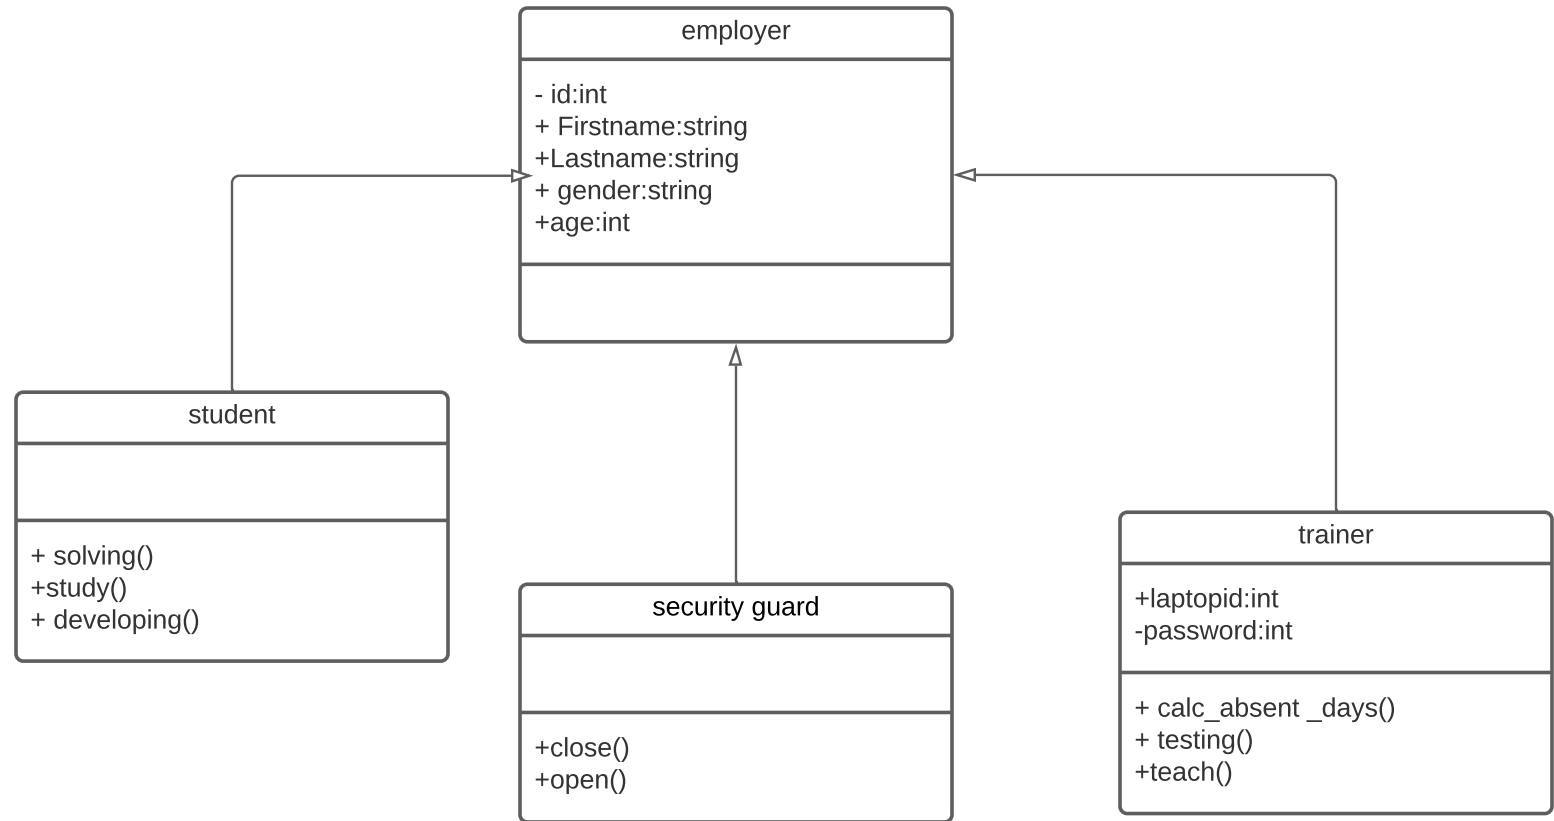 employer
- id:int
+ Firstname:string
+Lastname:string
+ gender:string
+age:int
student
+ solving()
+study()
+ developing()
security guard
+close()
+open()
trainer
+laptopid:int
-password:int
+ calc_absent _days()
+ testing()
+teach()